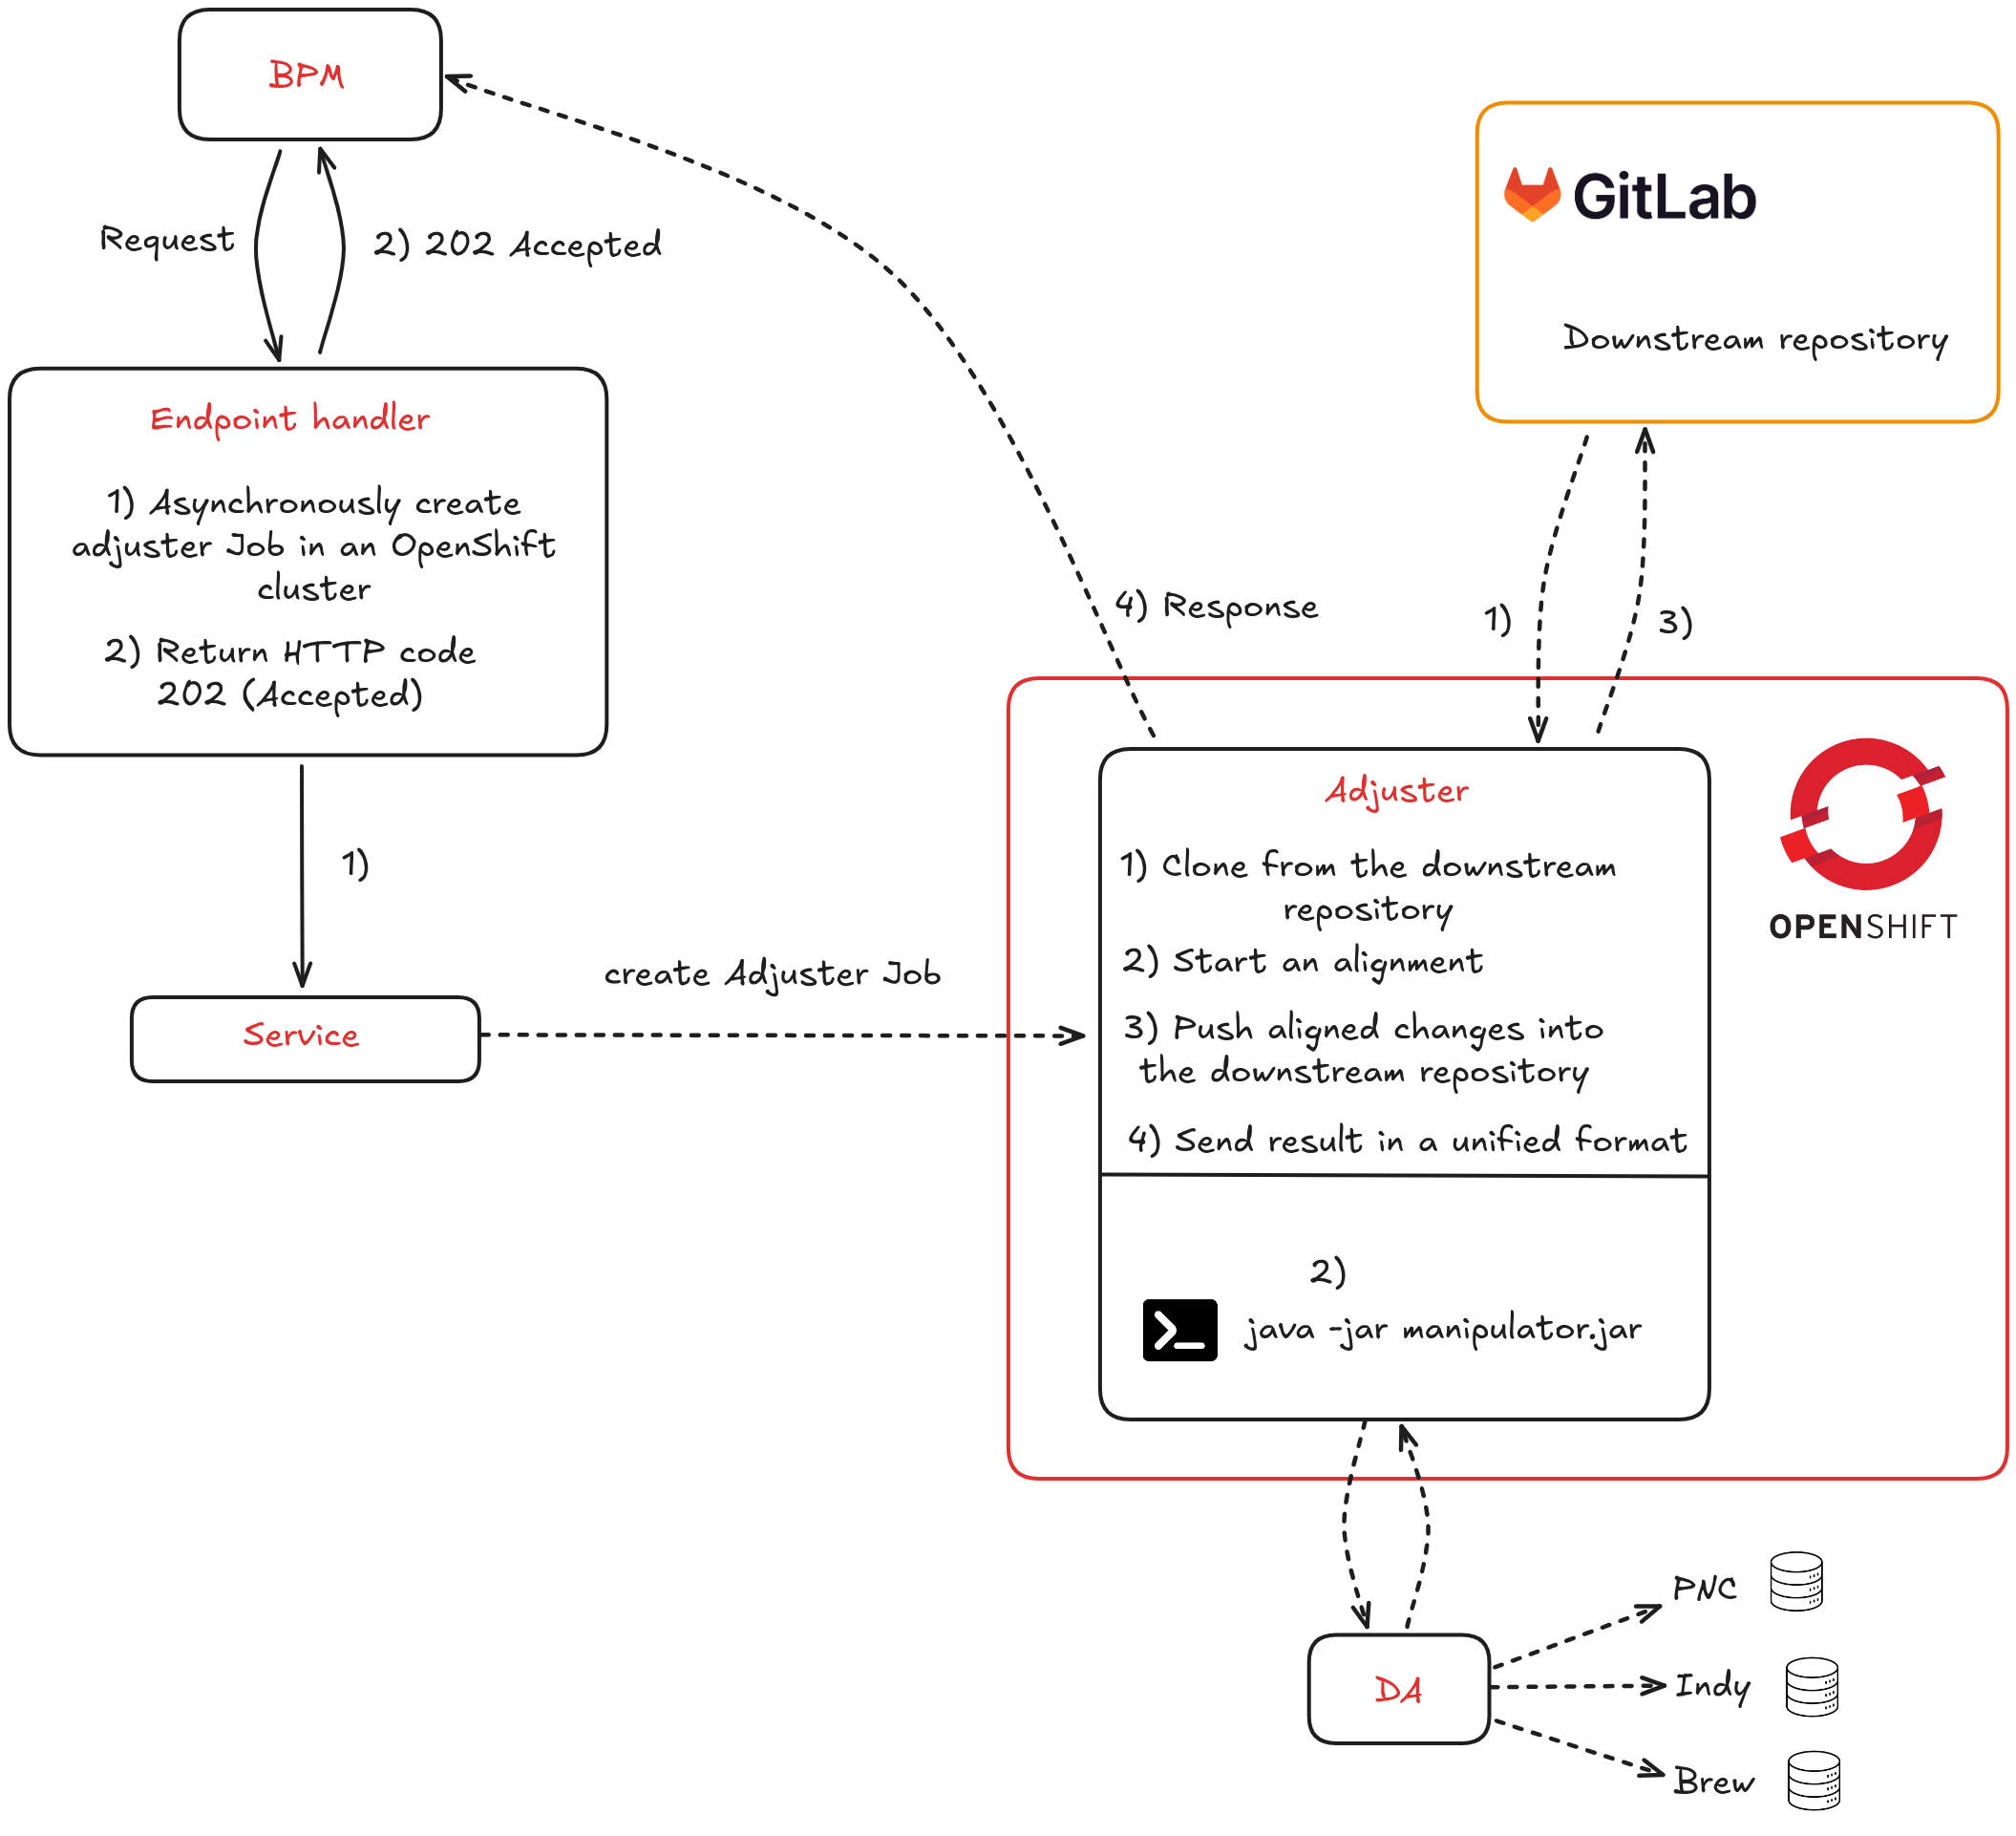 BPM
Request
2) 202 Accepted
GitLab
Downstream repository
Endpoint handler
1) Asynchronously create
adjuster Job in an OpenShift
cluster
2) Return HTTP code
202 (Accepted)
4) Response
1)
3)
1)
Service
create Adjuster Job
Adjuster
1) Clone from the downstream
repository
2) Start an alignment
3) Push aligned changes into
the downstream repository
4) Send result in a unified format
OPENSHIFT
2)
java -jar manipulator.jar
DA
PNC
Indy
Brew